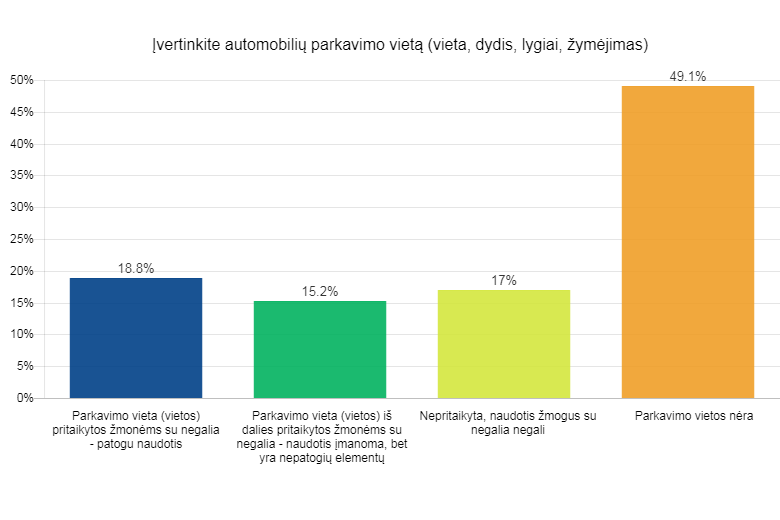 Įvertinkite automobilių parkavimo vietą (vieta, dydis, lygiai, žymėjimas)
50%
45%
40%
35%
30%
25%
20%
15%
10%
5%
0%
18.8%
15.2%
17%
49.1%
Parkavimo vieta (vietos)
pritaikytos žmonėms su negalia
- patogu naudotis
Parkavimo vieta (vietos) iš
dalies pritaikytos žmonėms su
negalia - naudotis įmanoma, bet
yra nepatogių elementų
Nepritaikyta, naudotis žmogus su
negalia negali
Parkavimo vietos nėra